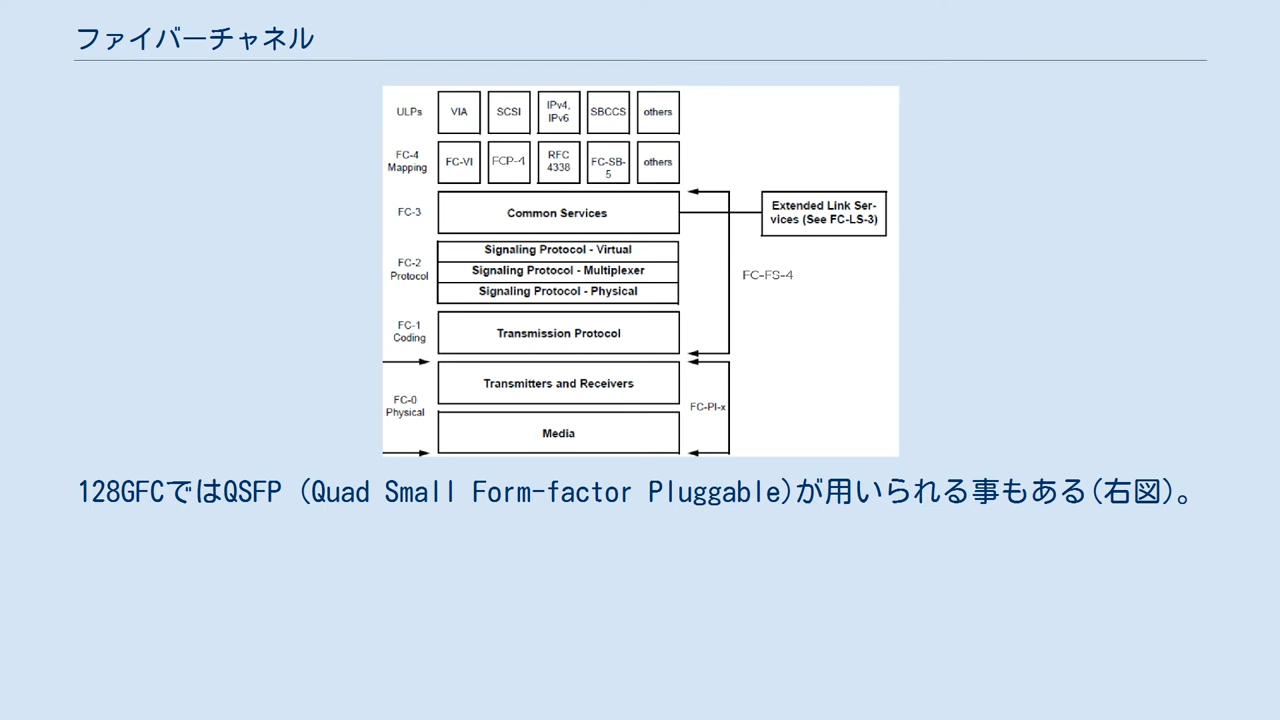 ファイバーチャネル
ULPs VIA SCSI IPv4, IPv6 SBCCS others
FC-4 Mapping FC-VI FCP-4 RFC 4338 FC-SB-5 others
FC-3 Common Services Extended Link Ser-
vices (See FC-LS-3)
FC-2 Protocol
Signaling Protocol - Virtual
Signaling Protocol - Multiplexer
Signaling Protocol - Physical
FC-FS-4
FC-1 Coding Transmission Protocol
FC-0 Physical
Transmitters and Receivers
FC-PI-x
Media
128GFCではQSFP (Quad Small Form-factor Pluggable)が用いられる事もある(右図)。